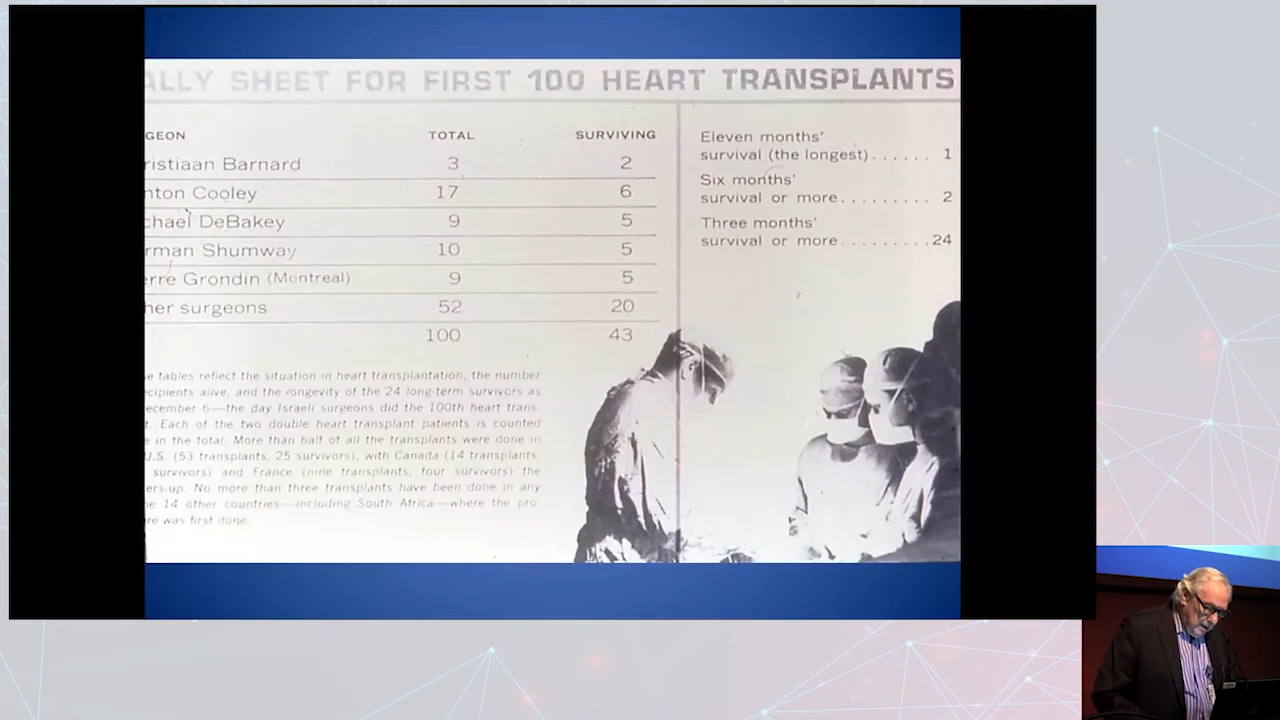 ALLY SHEET FOR FIRST 100 HEART TRANSPLANTS
GEON TOTAL SURVIVING
ristiaan Barnard 3 2
nton Cooley 17 6
chael DeBakey 9 5
rman Shumway 10 5
erre Grondin (Montreal) 9 5
her surgeons 52 20
100 43
e tables reflect the situation in heart transplantation, the number
ecipients alive, and the longevity of the 24 long-term survivors as
ecember 6—the day Israeli surgeons did the 100th heart trans-
t. Each of the two double heart transplant patients is counted
e in the total. More than half of all the transplants were done in
U.S. (53 transplants, 25 survivors), with Canada (14 transplants,
survivors) and France (nine transplants, four survivors) the
ers-up. No more than three transplants have been done in any
e 14 other countries—including South Africa—where the pro-
re was first done.
Eleven months'
survival (the longest)...... 1
Six months'
survival or more......... 2
Three months'
survival or more.........24